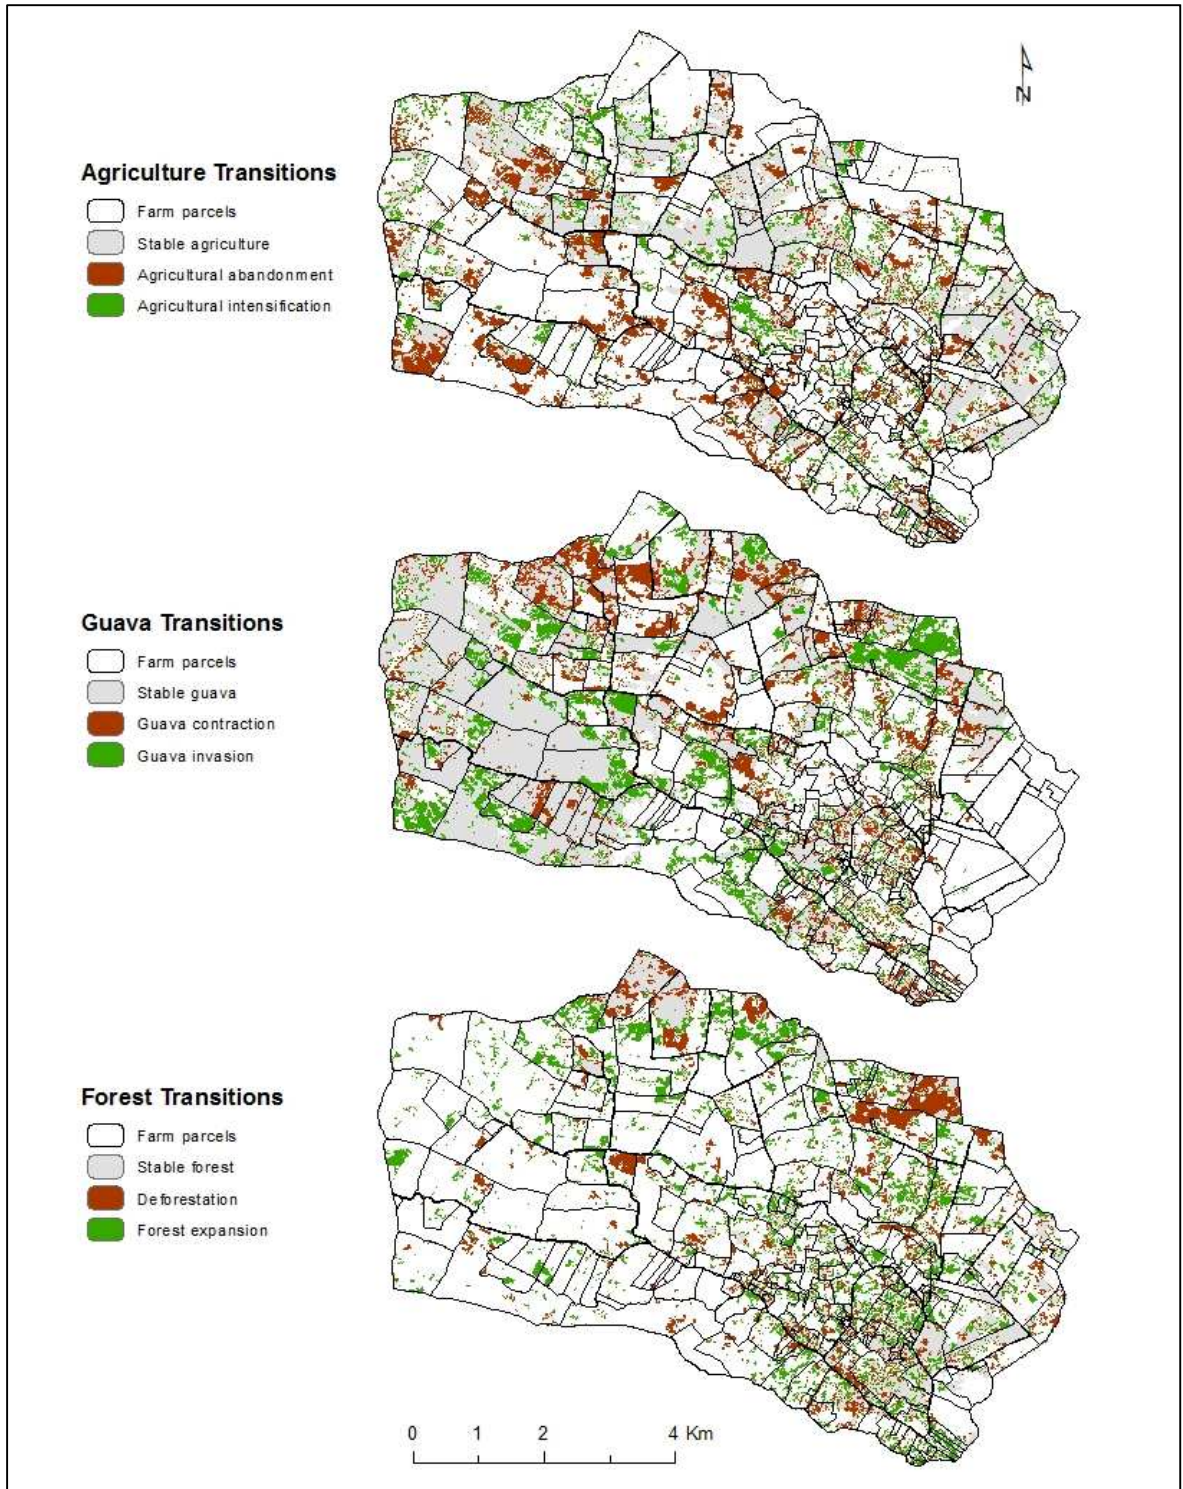 N
Agriculture Transitions
Farm parcels
Stable agriculture
Agricultural abandonment
Agricultural intensification
Guava Transitions
Farm parcels
Stable guava
Guava contraction
Guava invasion
Forest Transitions
Farm parcels
Stable forest
Deforestation
Forest expansion
0 1 2 4 Km